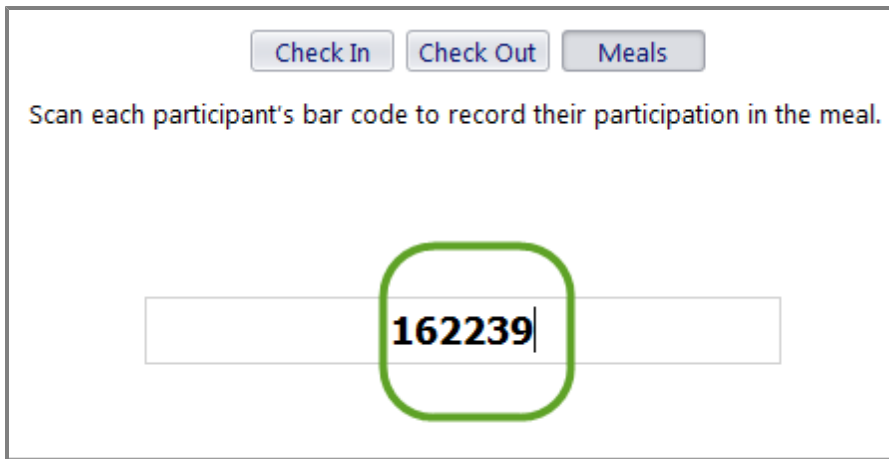 Check In Check Out Meals
Scan each participant's bar code to record their participation in the meal.
162239